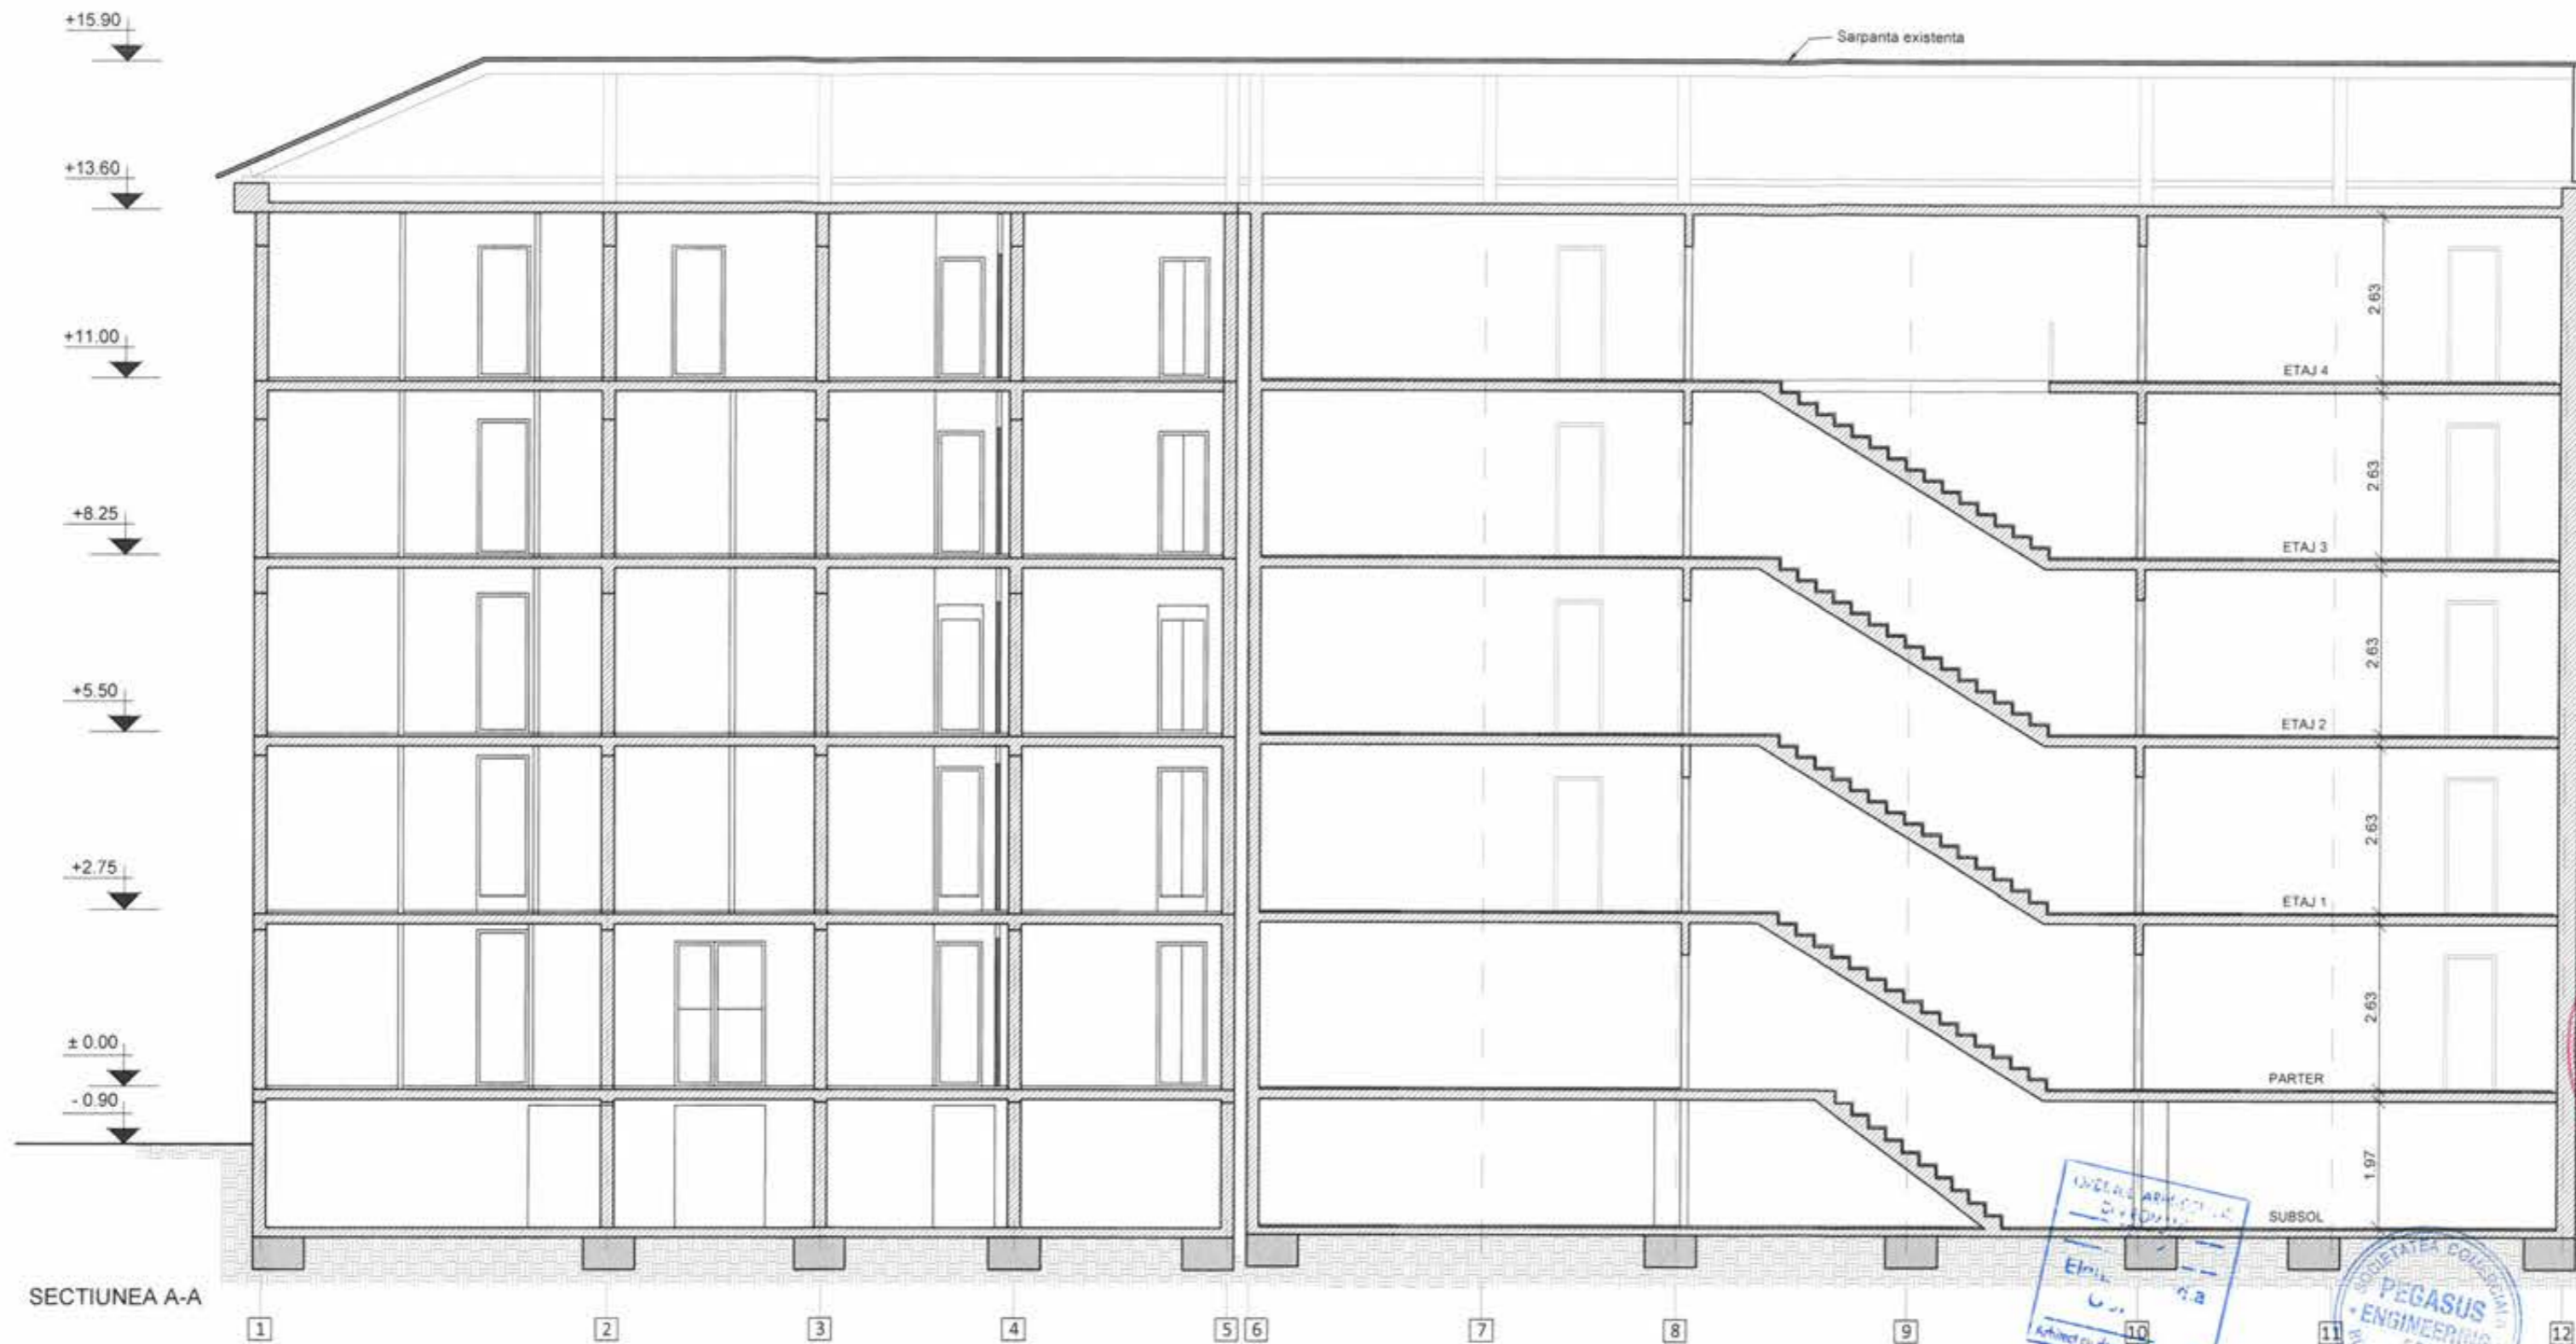 +15.90
Sarpanta existenta
+13.60
+11.00
2.63
ETAJ 4
+8.25
2.63
ETAJ 3
+5.50
2.63
ETAJ 2
+2.75
2.63
ETAJ 1
± 0.00
2.63
PARTER
- 0.90
1.97
SUBSOL
SECTIUNEA A-A
SOCIETATEA
PEGASUS
ENGINEERING
1 2 3 4 5 6 7 8 9 10 11 12